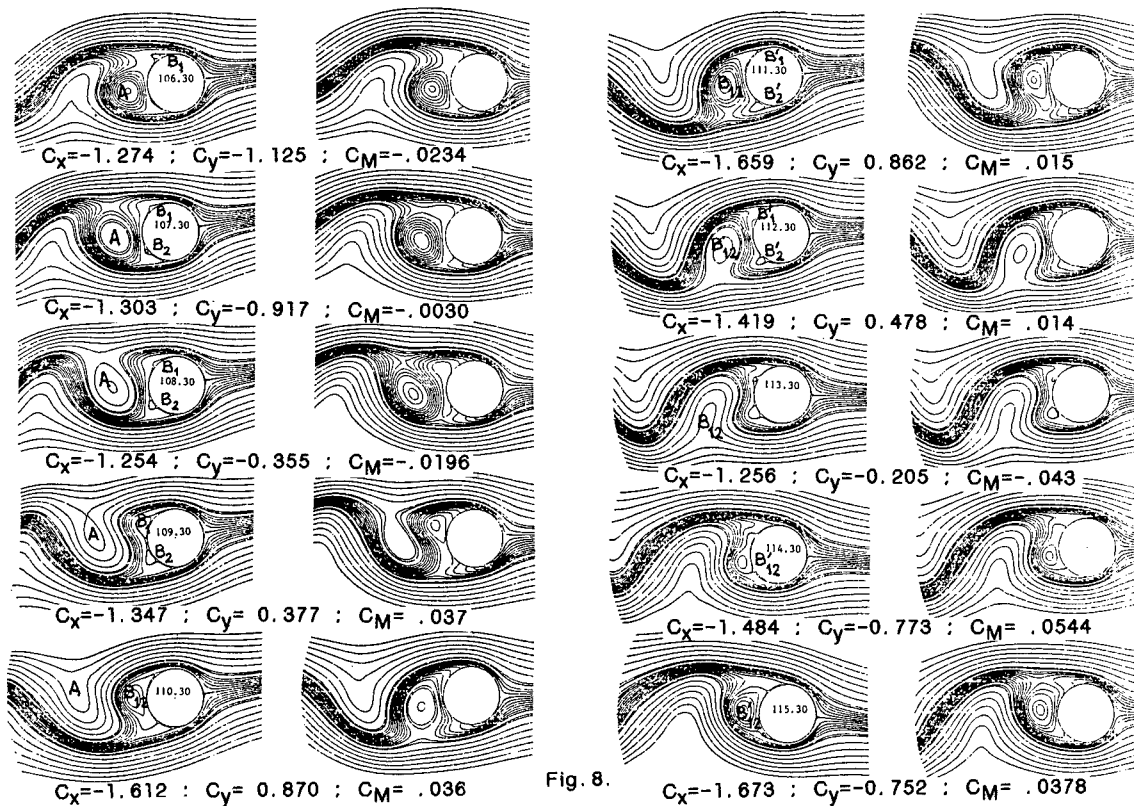 B1
106.30
A
Cx=-1.274 ; Cy=-1.125 ; CM=-.0234
B1
107.30
A
B2
Cx=-1.303 ; Cy=-0.917 ; CM=-.0030
B1
A
108.30
B2
Cx=-1.254 ; Cy=-0.355 ; CM=-.0196
A
109.30
B2
Cx=-1.347 ; Cy= 0.377 ; CM= .037
A
B12
110.30
Cx=-1.612 ; Cy= 0.870 ; CM= .036
Fig. 8.
B'1
111.30
B12
B'2
Cx=-1.659 ; Cy= 0.862 ; CM= .015
B'1
112.30
B12
B'2
Cx=-1.419 ; Cy= 0.478 ; CM= .014
113.30
B12
Cx=-1.256 ; Cy=-0.205 ; CM=-.043
114.30
B'12
Cx=-1.484 ; Cy=-0.773 ; CM= .0544
B'12
115.30
Cx=-1.673 ; Cy=-0.752 ; CM= .0378